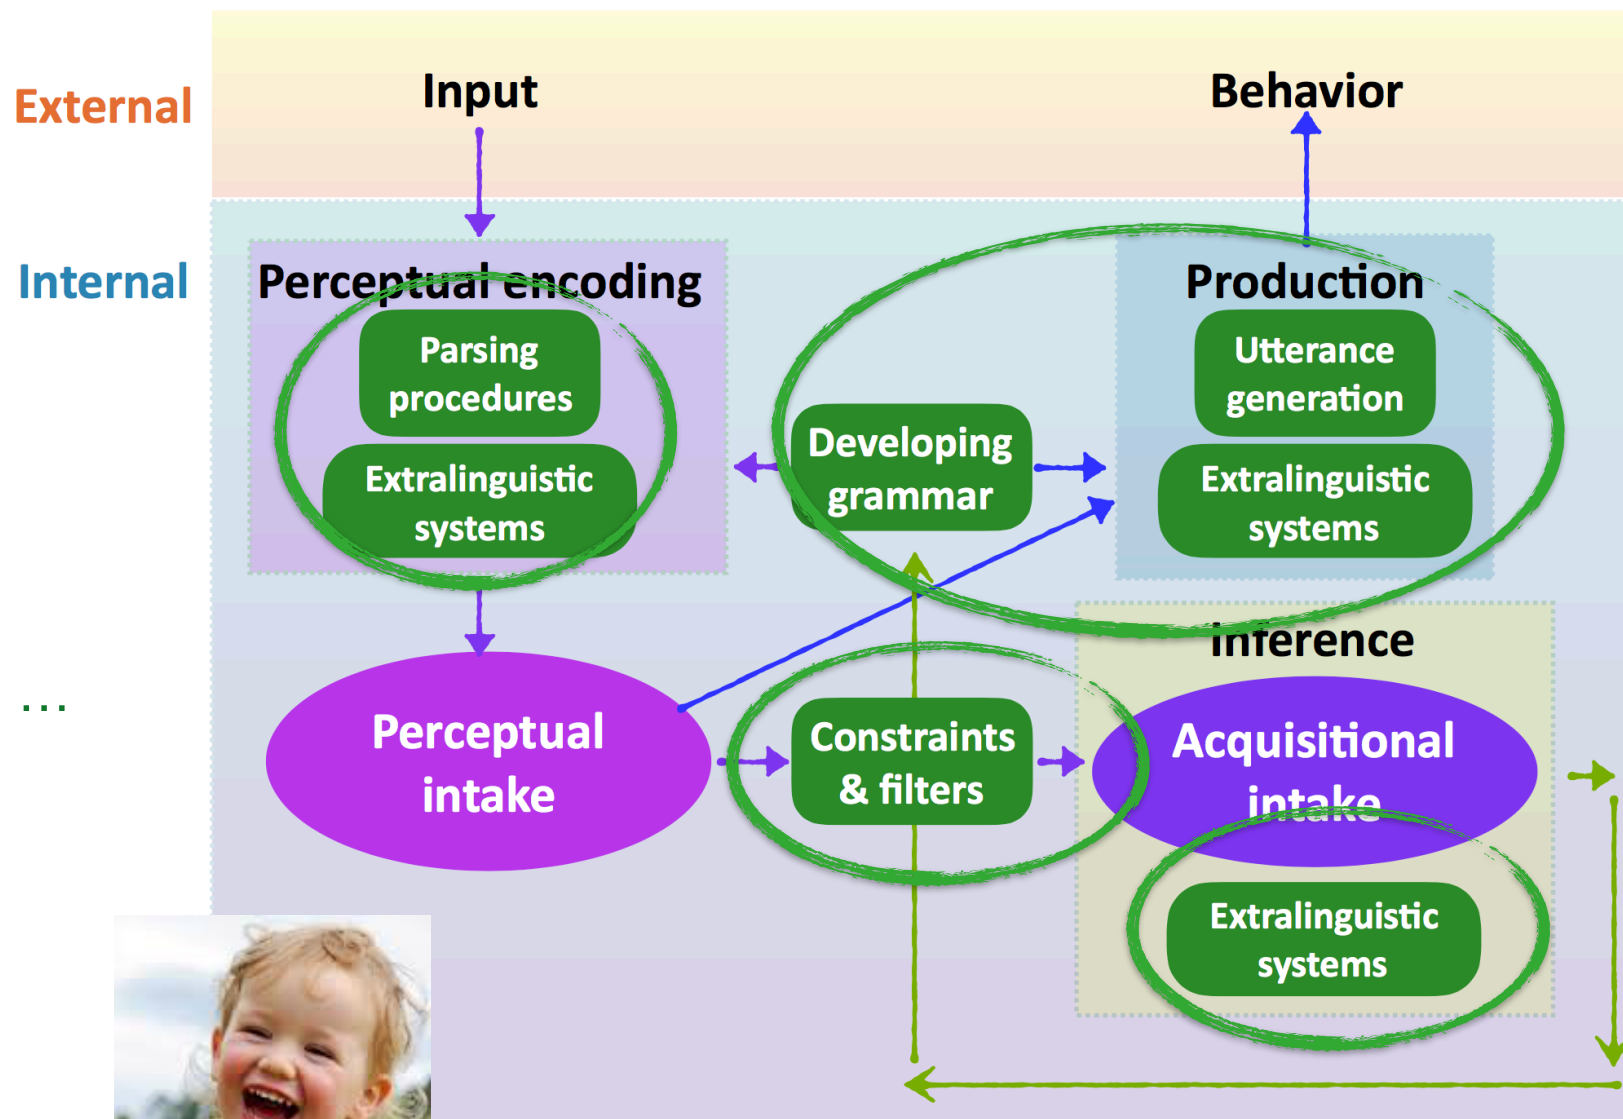 External
Input
Behavior
Internal
Perceptual encoding
Parsing
procedures
Extralinguistic
systems
Developing
grammar
Production
Utterance
generation
Extralinguistic
systems
...
Perceptual
intake
Constraints
& filters
inference
Acquisitional
intake
Extralinguistic
systems